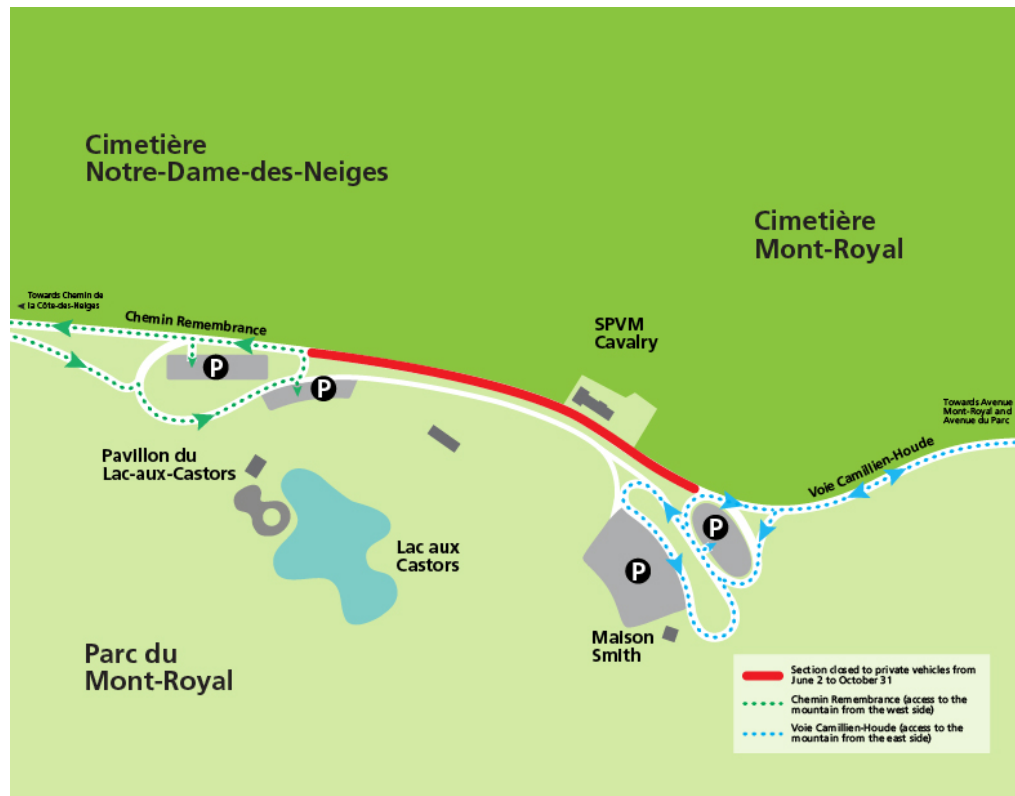 Cimetière
Notre-Dame-des-Neiges
Cimetière
Mont-Royal
Towards Chemin de
la Côte-des-Neiges
Chemin Remembrance
SPVM
Cavalry
P
P
Towards Avenue
Mont-Royal and
Avenue du Parc
Voie Camillien-Houde
Pavillon du
Lac-aux-Castors
P
Lac aux
Castors
P
Maison
Smith
Parc du
Mont-Royal
Section closed to private vehicles from
June 2 to October 31
Chemin Remembrance (access to the
mountain from the west side)
Voie Camillien-Houde (access to the
mountain from the east side)